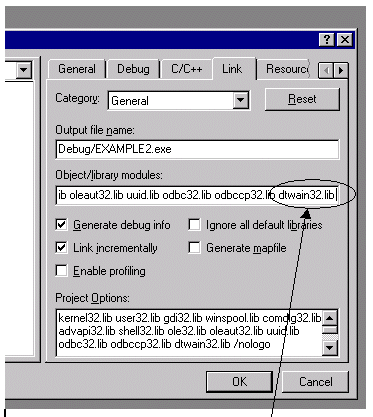 General Debug C/C++ Link Resourc
Category: General Reset
Output file name:
Debug/EXAMPLE2.exe
Object/library modules:
ib oleaut32.lib uuid.lib odbc32.lib odbccp32.lib dtwain32.lib
Generate debug info Ignore all default libraries
Link incrementally Generate mapfile
Enable profiling
Project Options:
kernel32.lib user32.lib gdi32.lib winspool.lib comdlg32.lib
advapi32.lib shell32.lib ole32.lib oleaut32.lib uuid.lib
odbc32.lib odbccp32.lib dtwain32.lib /nologo
OK Cancel